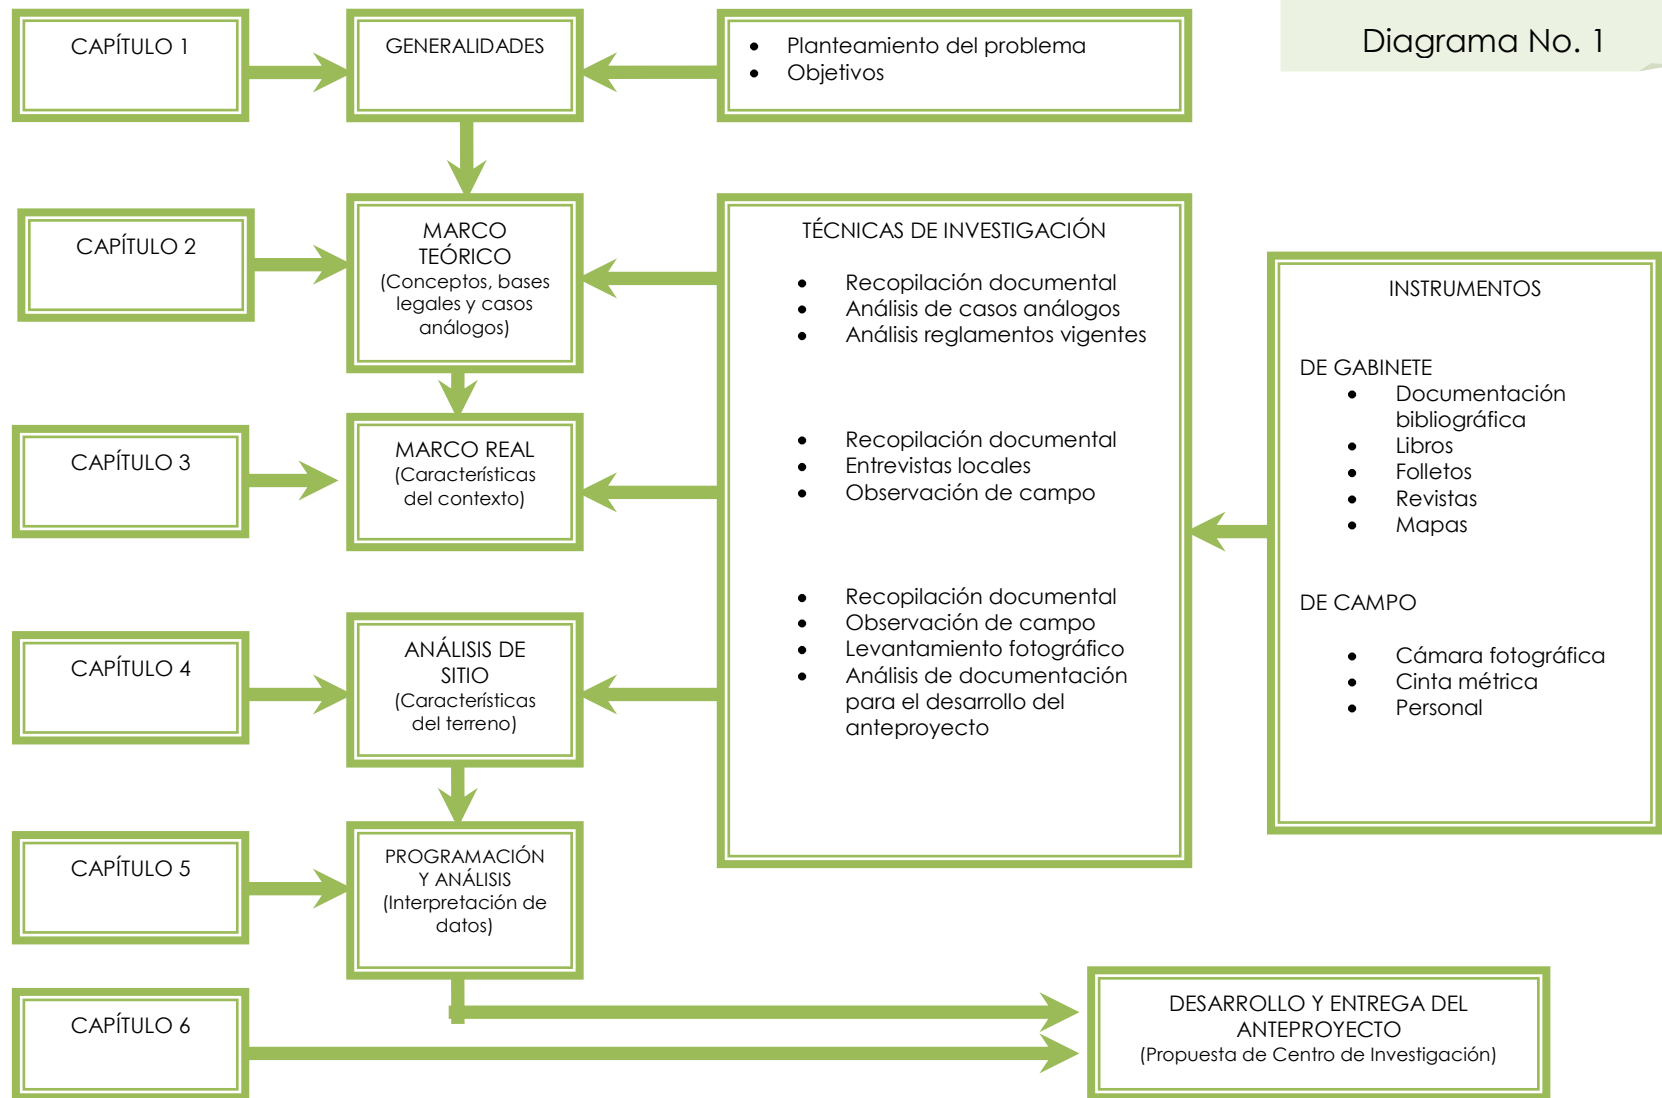 Diagrama No. 1
CAPÍTULO 1
GENERALIDADES
• Planteamiento del problema
• Objetivos
CAPÍTULO 2
MARCO
TEÓRICO
(Conceptos, bases
legales y casos
análogos)
TÉCNICAS DE INVESTIGACIÓN
• Recopilación documental
• Análisis de casos análogos
• Análisis reglamentos vigentes
• Recopilación documental
• Entrevistas locales
• Observación de campo
• Recopilación documental
• Observación de campo
• Levantamiento fotográfico
• Análisis de documentación
para el desarrollo del
anteproyecto
INSTRUMENTOS
DE GABINETE
• Documentación
bibliográfica
• Libros
• Folletos
• Revistas
• Mapas
DE CAMPO
• Cámara fotográfica
• Cinta métrica
• Personal
CAPÍTULO 3
MARCO REAL
(Características
del contexto)
CAPÍTULO 4
ANÁLISIS DE
SITIO
(Características
del terreno)
CAPÍTULO 5
PROGRAMACIÓN
Y ANÁLISIS
(Interpretación de
datos)
CAPÍTULO 6
DESARROLLO Y ENTREGA DEL
ANTEPROYECTO
(Propuesta de Centro de Investigación)